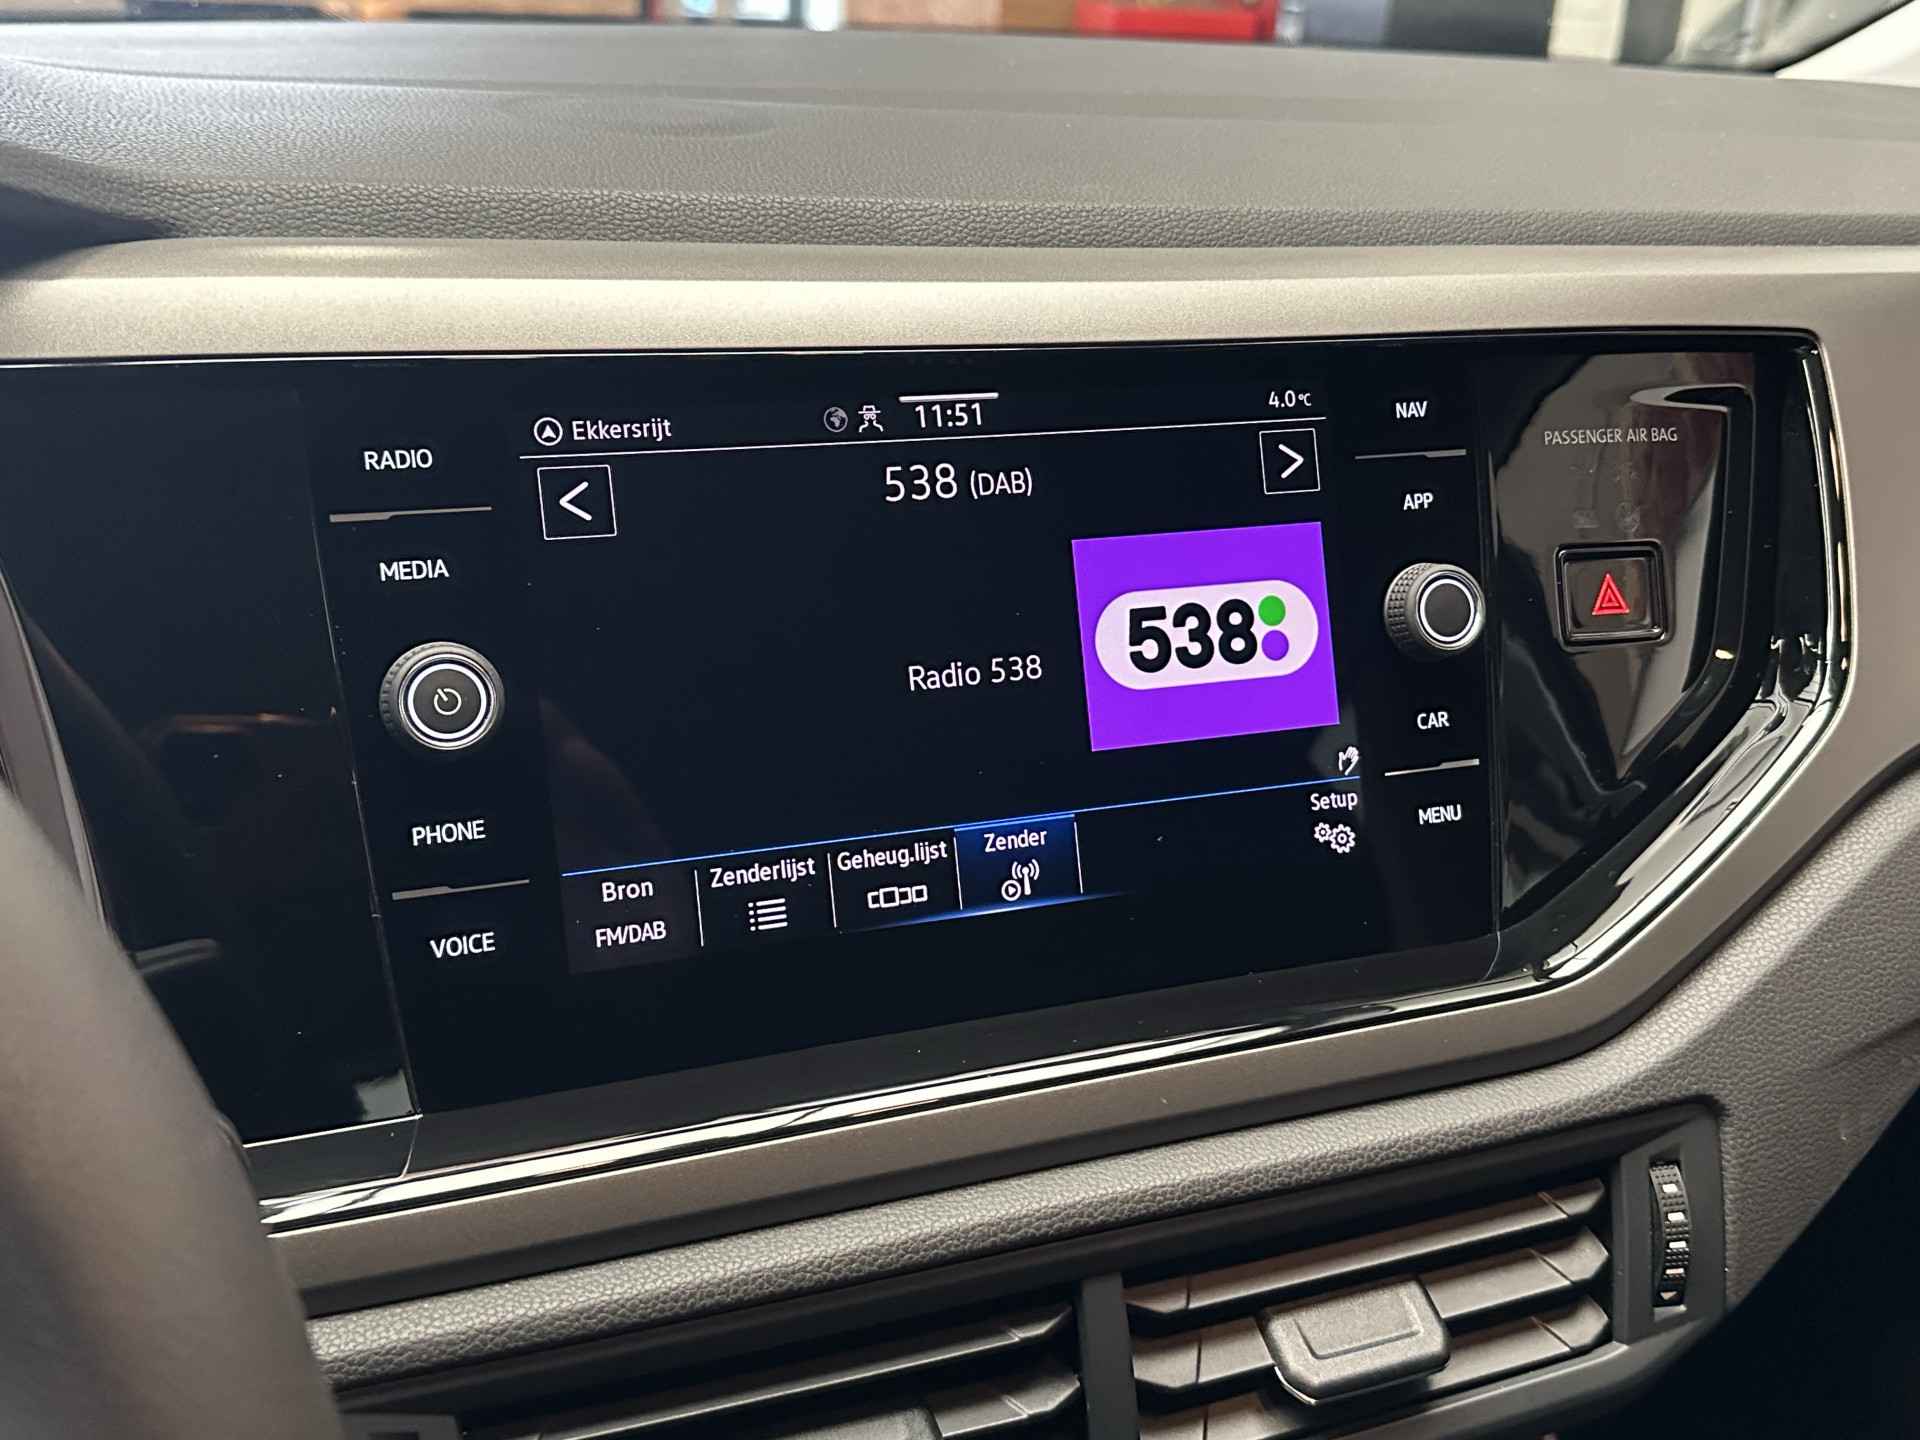 RADIO
MEDIA
PHONE
VOICE
Ekkersrijt
11:51
4.0°C
538 (DAB)
Radio 538
538
Setup
Bron
FM/DAB
Zenderlijst
Geheug.lijst
Zender
NAV
APP
CAR
MENU
PASSENGER AIR BAG